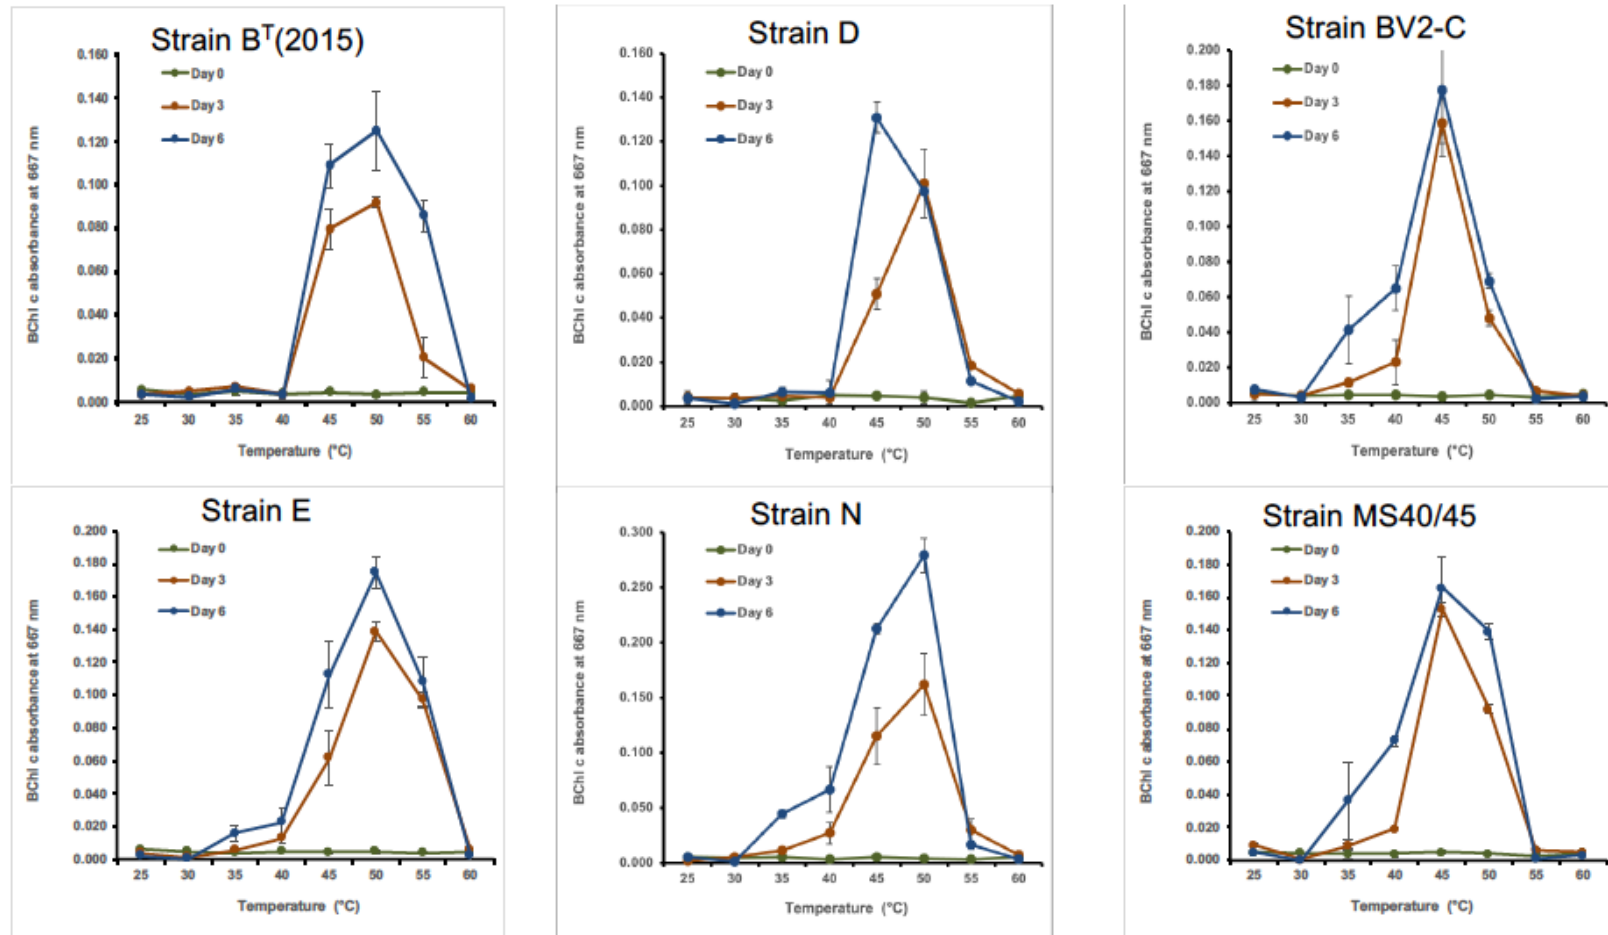 Strain BT(2015)
Day 0
Day 3
Day 6
0.160
0.140
0.120
0.100
0.080
0.060
0.040
0.020
0.000
BChl c absorbance at 667 nm
25 30 35 40 45 50 55 60
Temperature (°C)
Strain D
Day 0
Day 3
Day 6
0.160
0.140
0.120
0.100
0.080
0.060
0.040
0.020
0.000
BChl c absorbance at 667 nm
25 30 35 40 45 50 55 60
Temperature (°C)
Strain BV2-C
Day 0
Day 3
Day 6
0.200
0.180
0.160
0.140
0.120
0.100
0.080
0.060
0.040
0.020
0.000
BChl c absorbance at 667 nm
25 30 35 40 45 50 55 60
Temperature (°C)
Strain E
Day 0
Day 3
Day 6
0.200
0.180
0.160
0.140
0.120
0.100
0.080
0.060
0.040
0.020
0.000
BChl c absorbance at 667 nm
25 30 35 40 45 50 55 60
Temperature (°C)
Strain N
Day 0
Day 3
Day 6
0.300
0.250
0.200
0.150
0.100
0.050
0.000
BChl c absorbance at 667 nm
25 30 35 40 45 50 55 60
Temperature (°C)
Strain MS40/45
Day 0
Day 3
Day 6
0.200
0.180
0.160
0.140
0.120
0.100
0.080
0.060
0.040
0.020
0.000
BChl c absorbance at 667 nm
25 30 35 40 45 50 55 60
Temperature (°C)